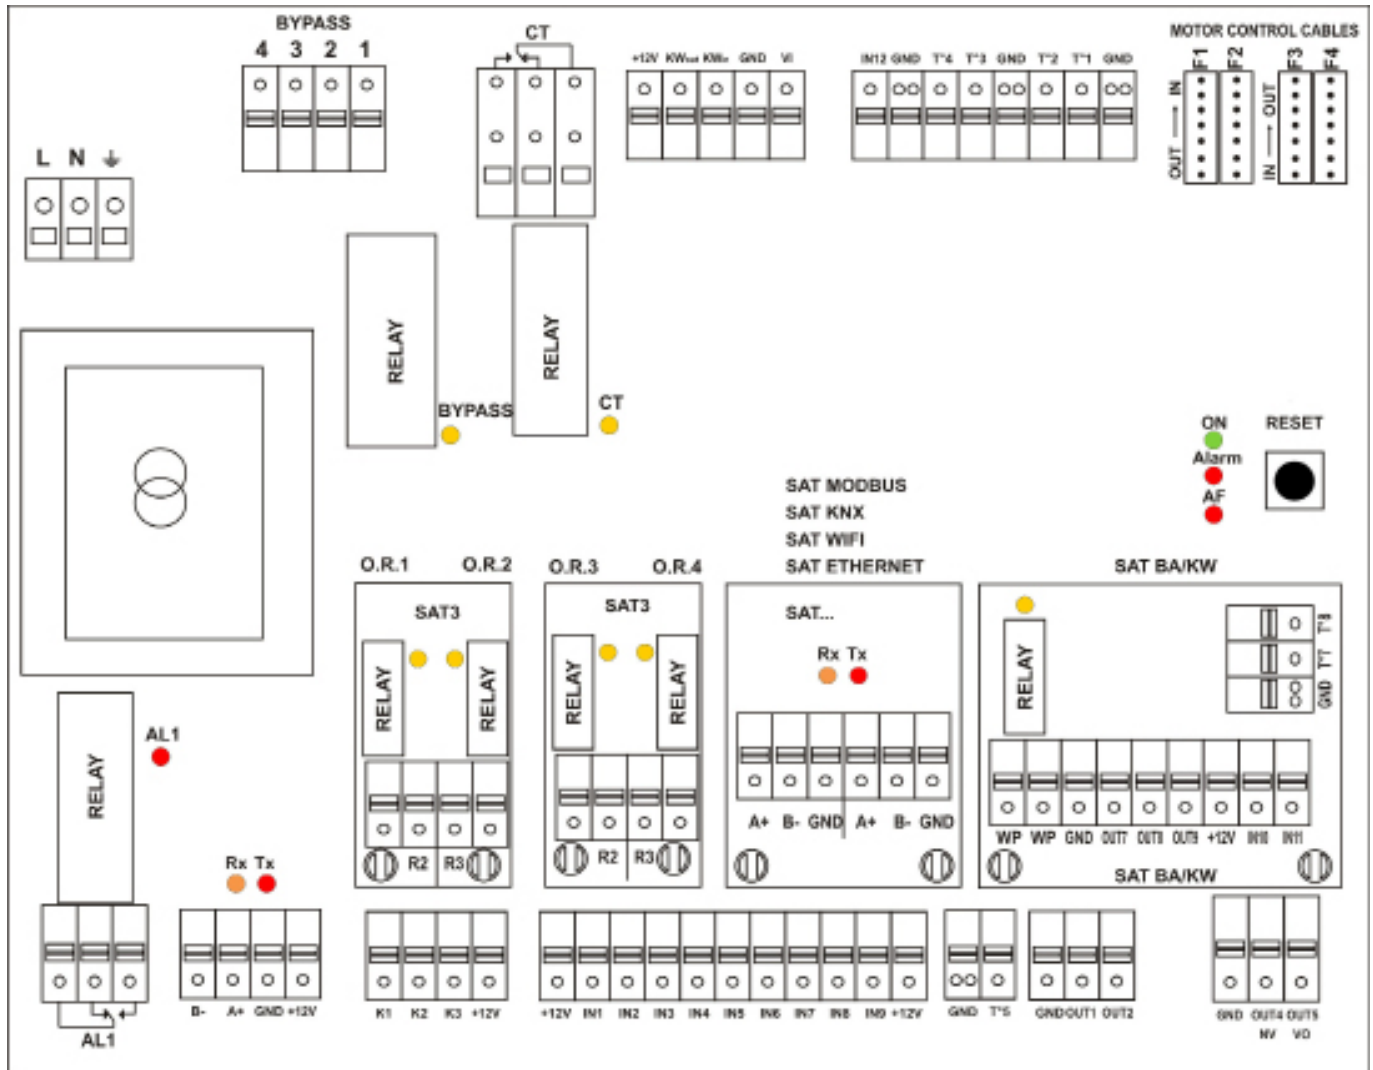 BYPASS
4 3 2 1
CT
+12V KWout KWin GND VI
IN12 GND T°4 T°3 GND T°2 T°1 GND
MOTOR CONTROL CABLES
F1 F2 F3 F4
OUT → IN
IN → OUT
L N
RELAY
RELAY
BYPASS
CT
ON
RESET
Alarm
AF
SAT MODBUS
SAT KNX
SAT WIFI
SAT ETHERNET
O.R.1 O.R.2
SAT3
RELAY RELAY
R2 R3
O.R.3 O.R.4
SAT3
RELAY RELAY
R2 R3
SAT...
Rx Tx
A+ B- GND A+ B- GND
SAT BA/KW
RELAY
T°8
T°7
GND
WP WP GND OUT7 OUT8 OUT9 +12V IN10 IN11
SAT BA/KW
RELAY
AL1
Rx Tx
AL1
B- A+ GND +12V
K1 K2 K3 +12V
+12V IN1 IN2 IN3 IN4 IN5 IN6 IN7 IN8 IN9 +12V
GND T°5
GND OUT1 OUT2
GND OUT4 OUT5
NV VO